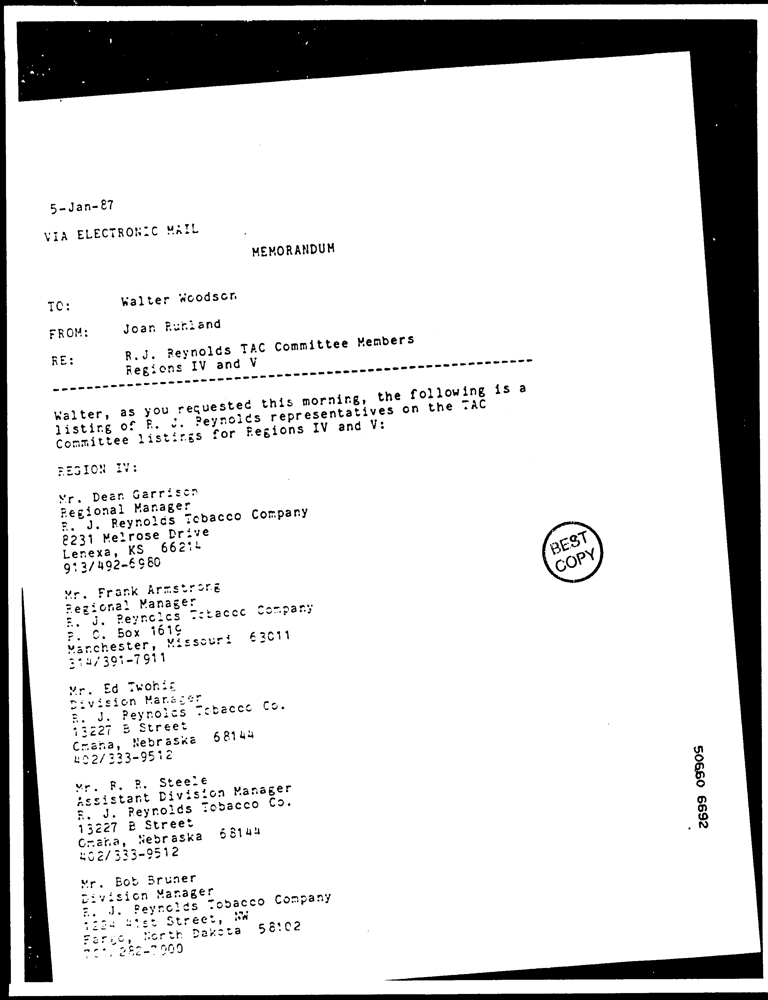 5-Jan-87
VIA ELECTRONIC MAIL
MEMORANDUM
TO: Walter Woodson
FROM: Joan Ruhland
RE: R.J. Reynolds TAC Committee Members
Regions IV and V
Walter, as you requested this morning, the following is a
listing of R. J. Reynolds representatives on the TAC
Committee listings for Regions IV and V:
REGION IV:
Mr. Dean Garrison
Regional Manager
R. J. Reynolds Tobacco Company
8231 Melrose Drive
Lenexa, KS 66214
913/492-6980
Mr. Frank Armstrong
Regional Manager
R. J. Reynolds Tobacco Company
P. O. Box 1619
Manchester, Missouri 63011
314/391-7911
Mr. Ed Twohig
Division Manager
R. J. Reynolds Tobacco Co.
13227 B Street
Omaha, Nebraska 68144
402/333-9512
Mr. R. R. Steele
Assistant Division Manager
R. J. Reynolds Tobacco Co.
13227 B Street
Omaha, Nebraska 68144
402/333-9512
Mr. Bob Bruner
Division Manager
R. J. Reynolds Tobacco Company
41st Street, NW
Fargo, North Dakota 58102
BEST
COPY
50660 6692